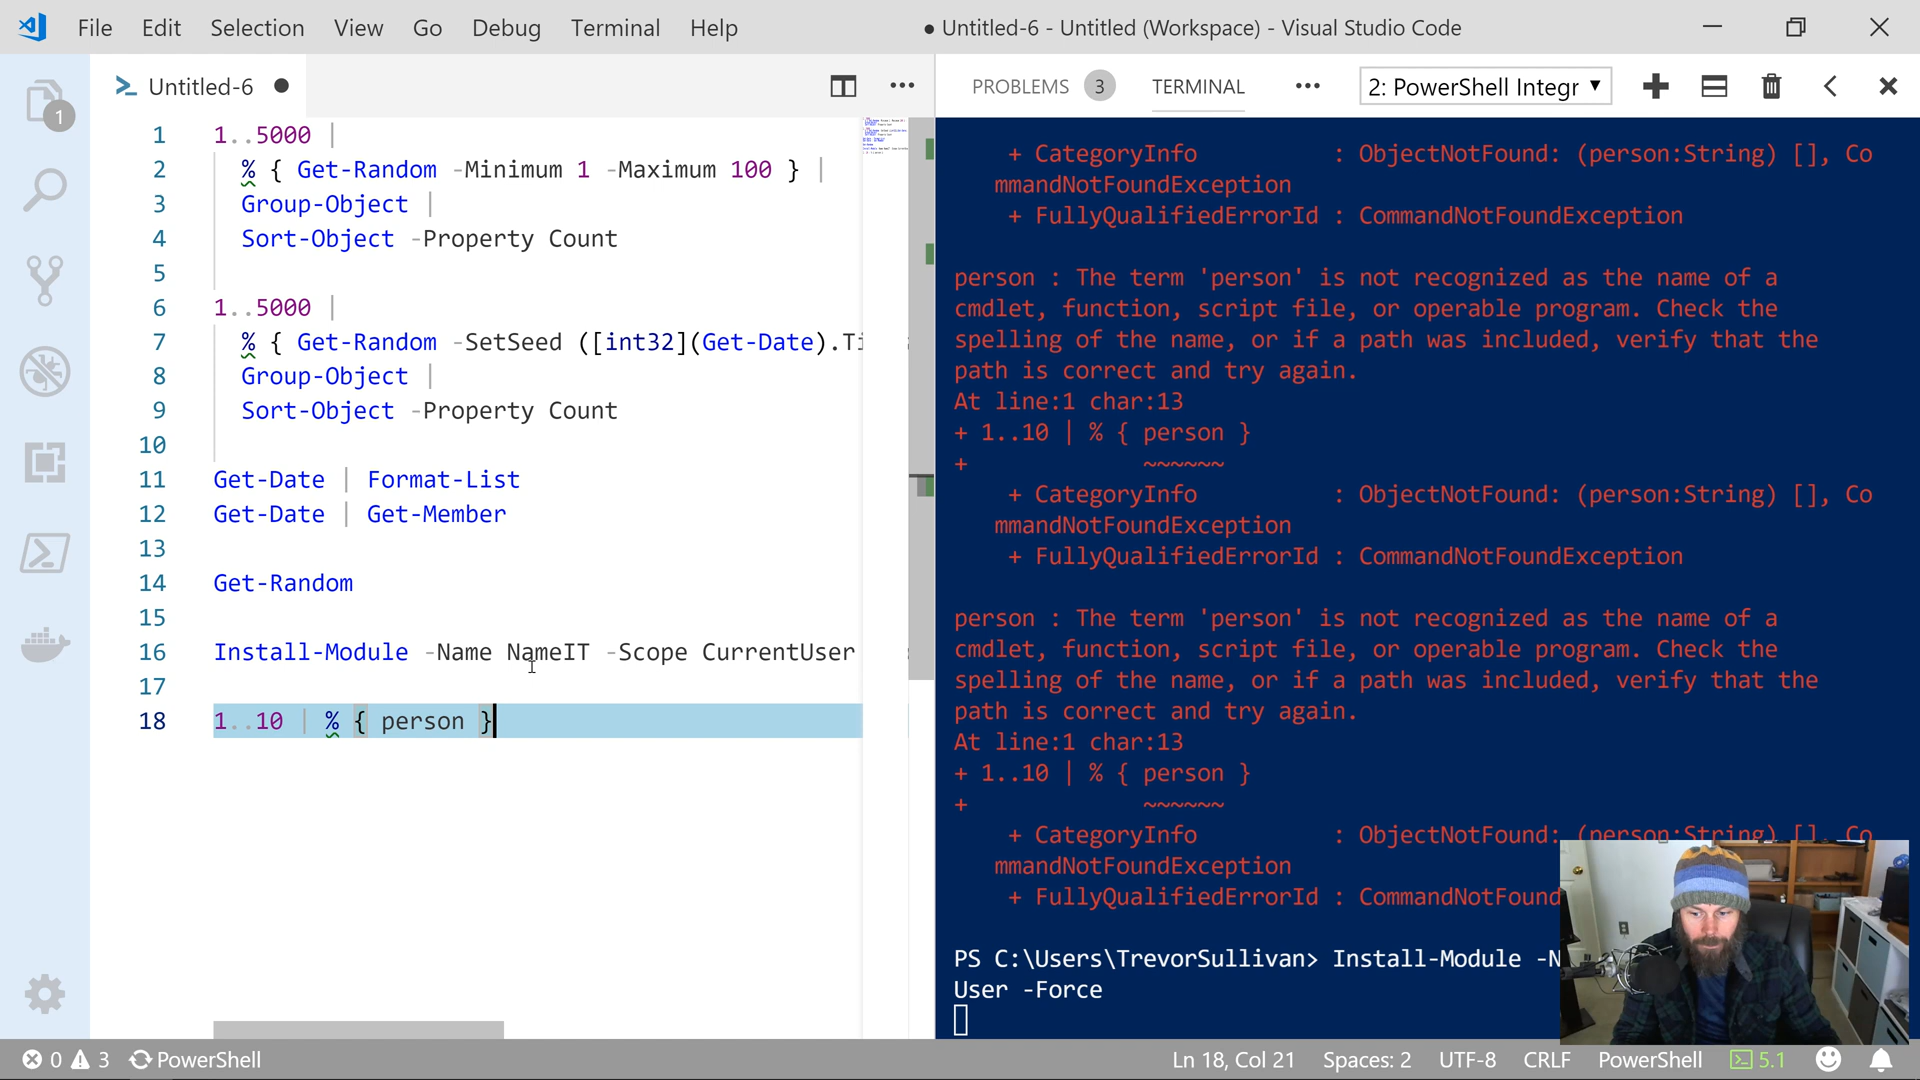 File Edit Selection View Go Debug Terminal Help
● Untitled-6 - Untitled (Workspace) - Visual Studio Code
Untitled-6
1
1 1..5000 |
2 % { Get-Random -Minimum 1 -Maximum 100 } |
3 Group-Object |
4 Sort-Object -Property Count
5
6 1..5000 |
7 % { Get-Random -SetSeed ([int32](Get-Date).Ti
8 Group-Object |
9 Sort-Object -Property Count
10
11 Get-Date | Format-List
12 Get-Date | Get-Member
13
14 Get-Random
15
16 Install-Module -Name NameIT -Scope CurrentUser
17
18 1..10 | % { person }
PROBLEMS 3 TERMINAL ··· 2: PowerShell Integr
+ CategoryInfo : ObjectNotFound: (person:String) [], Co
mmandNotFoundException
+ FullyQualifiedErrorId : CommandNotFoundException
person : The term 'person' is not recognized as the name of a
cmdlet, function, script file, or operable program. Check the
spelling of the name, or if a path was included, verify that the
path is correct and try again.
At line:1 char:13
+ 1..10 | % { person }
+ ~~~~~~
+ CategoryInfo : ObjectNotFound: (person:String) [], Co
mmandNotFoundException
+ FullyQualifiedErrorId : CommandNotFoundException
person : The term 'person' is not recognized as the name of a
cmdlet, function, script file, or operable program. Check the
spelling of the name, or if a path was included, verify that the
path is correct and try again.
At line:1 char:13
+ 1..10 | % { person }
+ ~~~~~~
+ CategoryInfo : ObjectNotFound: (person:String) [], Co
mmandNotFoundException
+ FullyQualifiedErrorId : CommandNotFound
PS C:\Users\TrevorSullivan> Install-Module -N
User -Force
0 3 PowerShell
Ln 18, Col 21 Spaces: 2 UTF-8 CRLF PowerShell 5.1